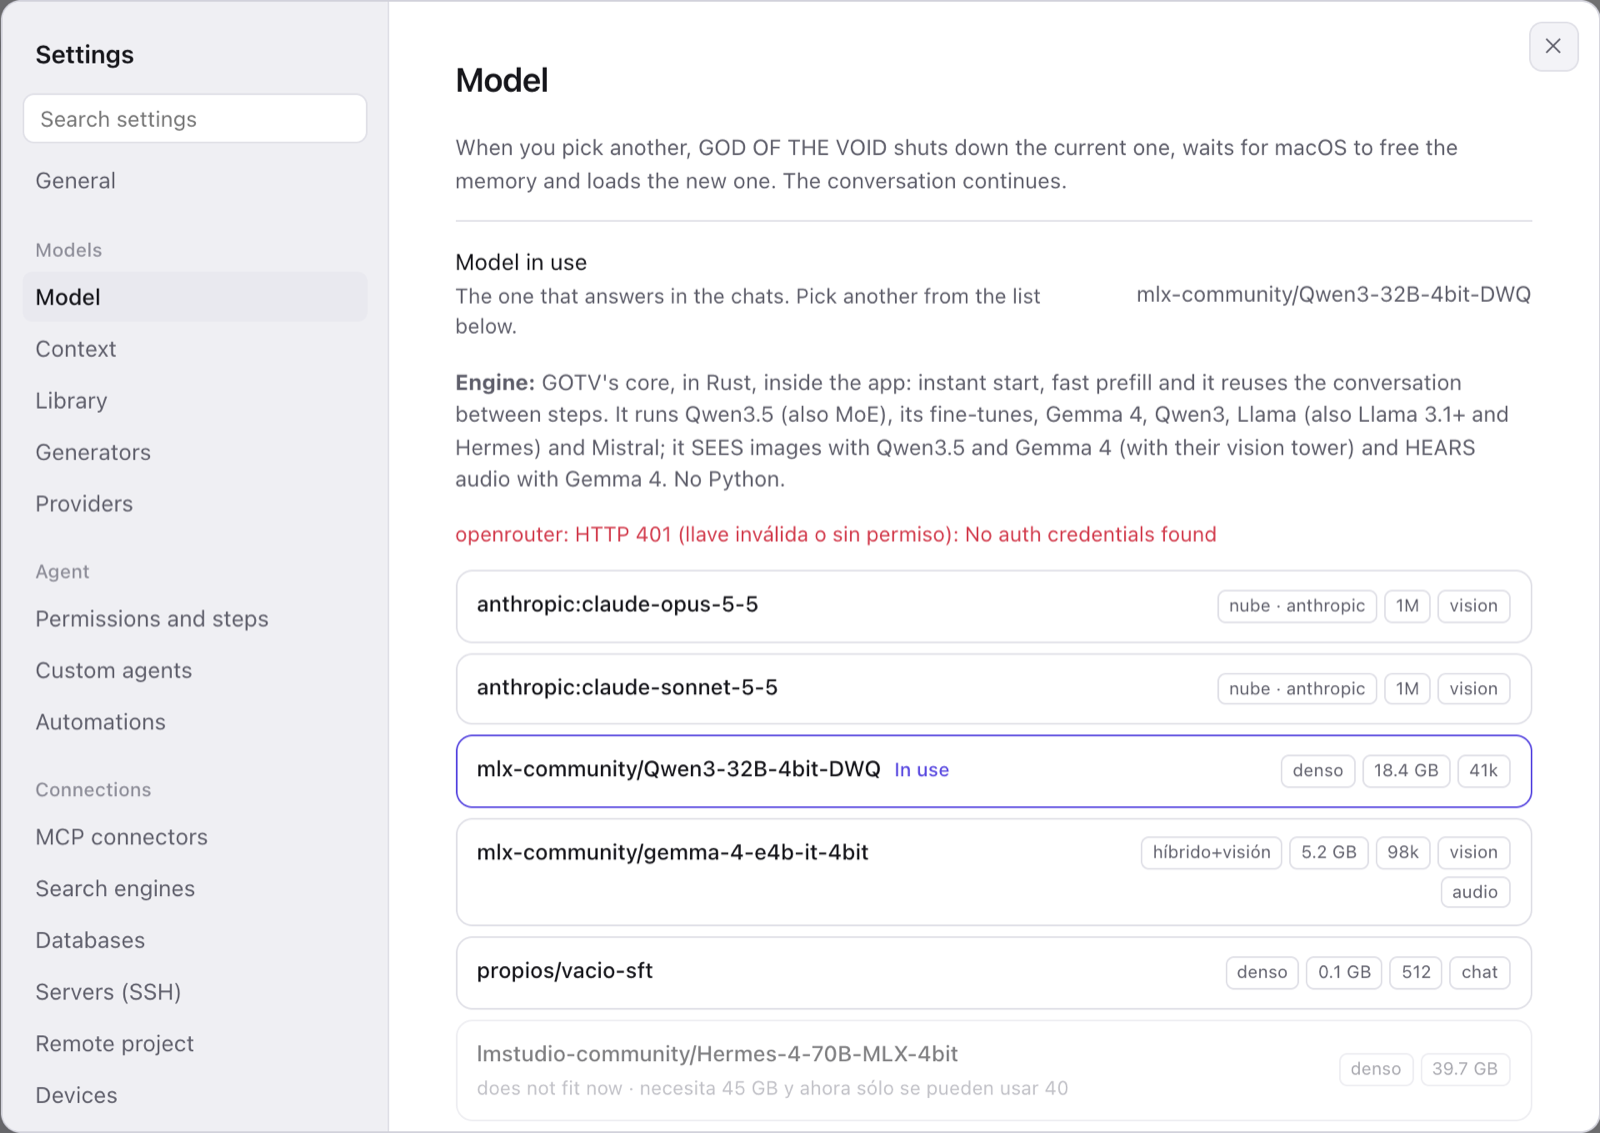 Settings
Search settings
General
Models
Model
Context
Library
Generators
Providers
Agent
Permissions and steps
Custom agents
Automations
Connections
MCP connectors
Search engines
Databases
Servers (SSH)
Remote project
Devices
Model
When you pick another, GOD OF THE VOID shuts down the current one, waits for macOS to free the
memory and loads the new one. The conversation continues.
Model in use
The one that answers in the chats. Pick another from the list
below.
mlx-community/Qwen3-32B-4bit-DWQ
Engine: GOTV's core, in Rust, inside the app: instant start, fast prefill and it reuses the conversation
between steps. It runs Qwen3.5 (also MoE), its fine-tunes, Gemma 4, Qwen3, Llama (also Llama 3.1+ and
Hermes) and Mistral; it SEES images with Qwen3.5 and Gemma 4 (with their vision tower) and HEARS
audio with Gemma 4. No Python.
openrouter: HTTP 401 (llave inválida o sin permiso): No auth credentials found
anthropic:claude-opus-5-5 nube · anthropic 1M vision
anthropic:claude-sonnet-5-5 nube · anthropic 1M vision
mlx-community/Qwen3-32B-4bit-DWQ In use denso 18.4 GB 41k
mlx-community/gemma-4-e4b-it-4bit híbrido+visión 5.2 GB 98k vision
audio
propios/vacio-sft denso 0.1 GB 512 chat
lmstudio-community/Hermes-4-70B-MLX-4bit denso 39.7 GB
does not fit now · necesita 45 GB y ahora sólo se pueden usar 40